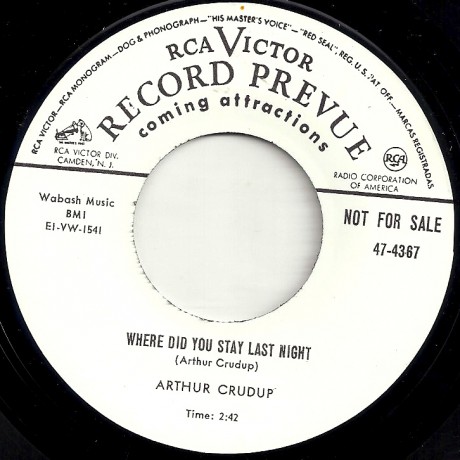 RCA VICTOR—RCA MONOGRAM—DOG & PHONOGRAPH—"HIS MASTER'S VOICE"—"RED SEAL", REG. U.S. PAT. OFF.—MARCAS REGISTRADAS
RCA VICTOR
RECORD PREVUE
coming attractions
RCA VICTOR DIV.
CAMDEN, N. J.
RCA
RADIO CORPORATION
OF AMERICA
Wabash Music
BMI
E1-VW-1541
NOT FOR SALE
47-4367
WHERE DID YOU STAY LAST NIGHT
(Arthur Crudup)
ARTHUR CRUDUP
Time: 2:42